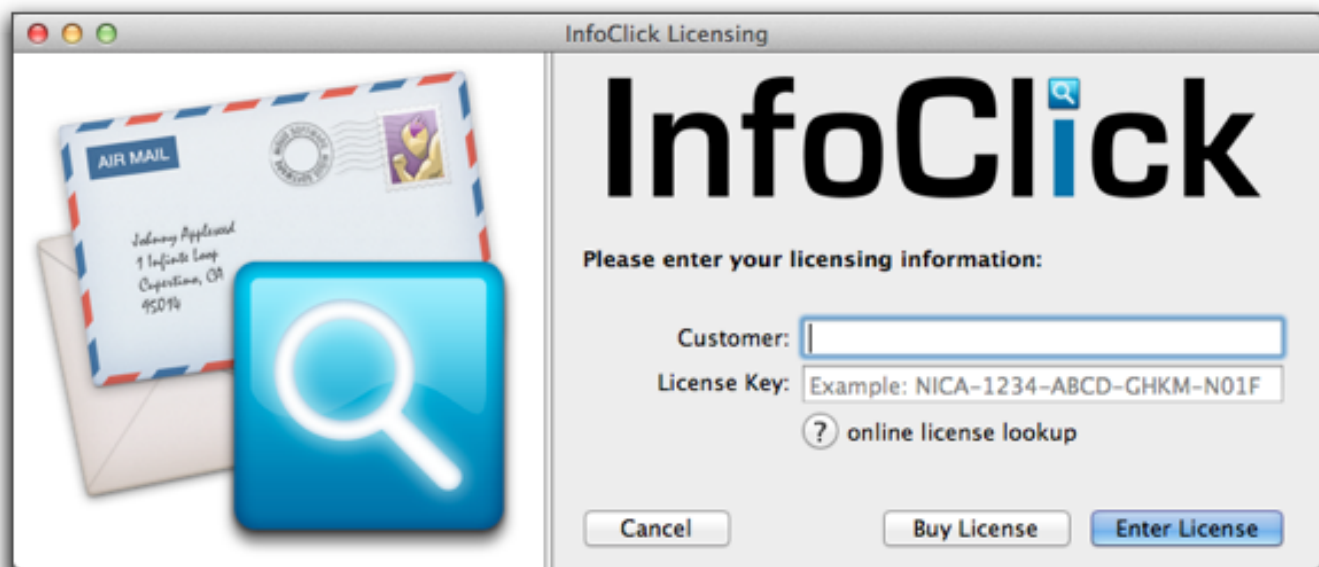 InfoClick Licensing
AIR MAIL
Johnny Appleseed
1 Infinite Loop
Cupertino, CA
95014
InfoClick
Please enter your licensing information:
Customer:
License Key: Example: NICA-1234-ABCD-GHKM-N01F
? online license lookup
Cancel Buy License Enter License